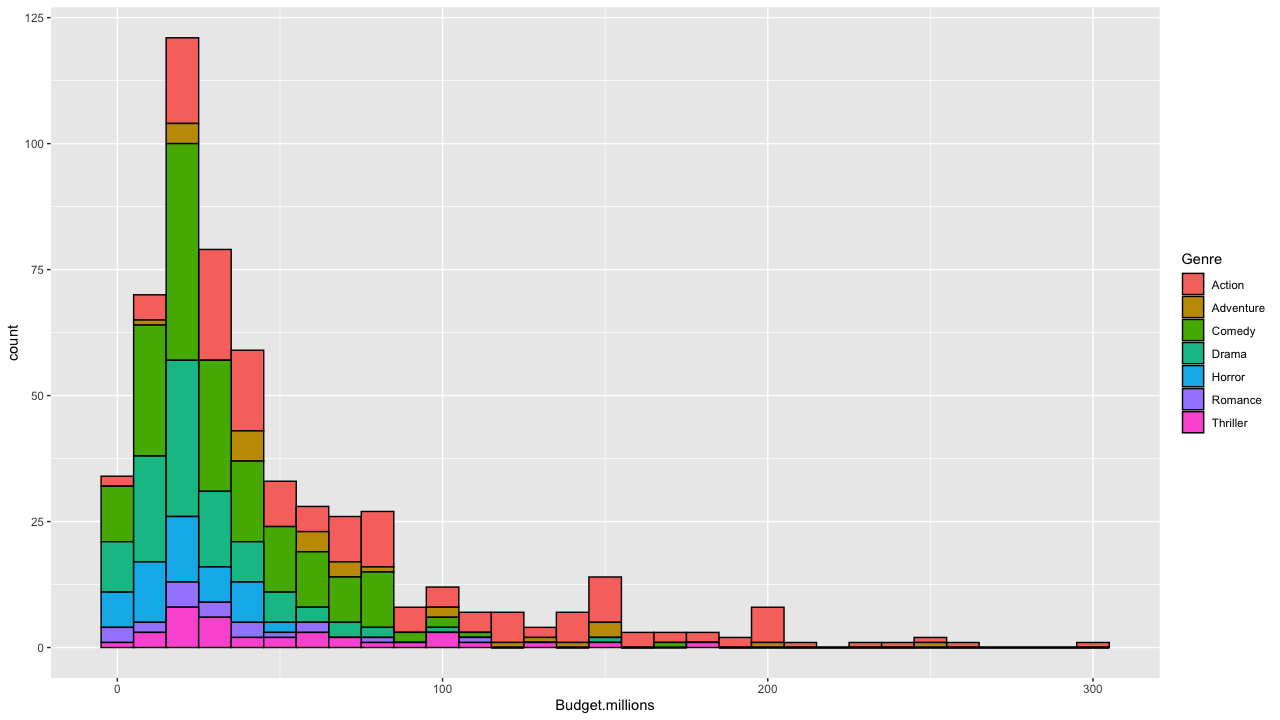 125
100
75
50
25
0
count
0 100 200 300
Budget.millions
Genre
Action
Adventure
Comedy
Drama
Horror
Romance
Thriller